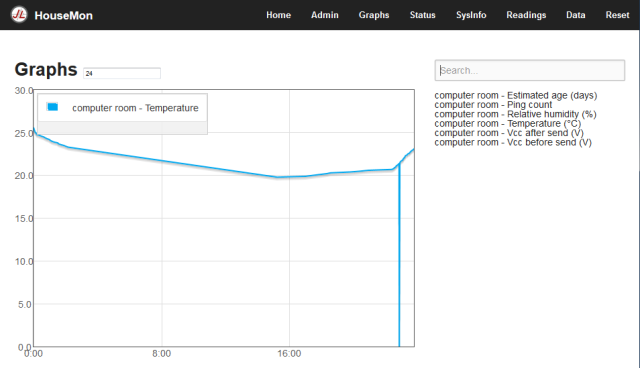 JL HouseMon Home Admin Graphs Status SysInfo Readings Data Reset
Graphs 24
Search...
computer room - Temperature
computer room - Estimated age (days)
computer room - Ping count
computer room - Relative humidity (%)
computer room - Temperature (°C)
computer room - Vcc after send (V)
computer room - Vcc before send (V)
30.0
25.0
20.0
15.0
10.0
5.0
0.0
0:00 8:00 16:00